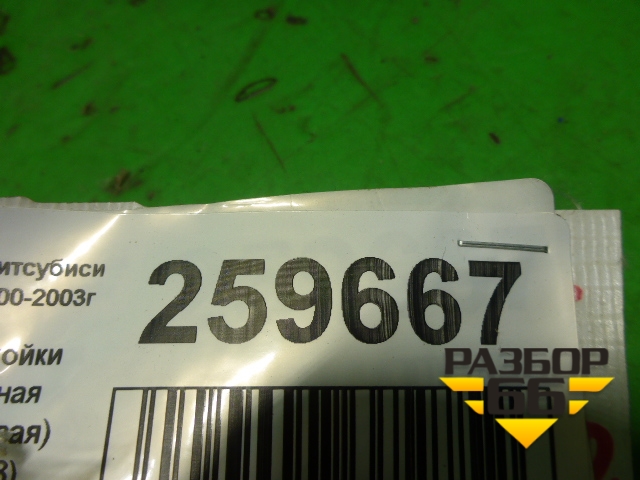 итсубиси
00-2003г
259667
ойки
ная
вая)
РАЗБОР
66